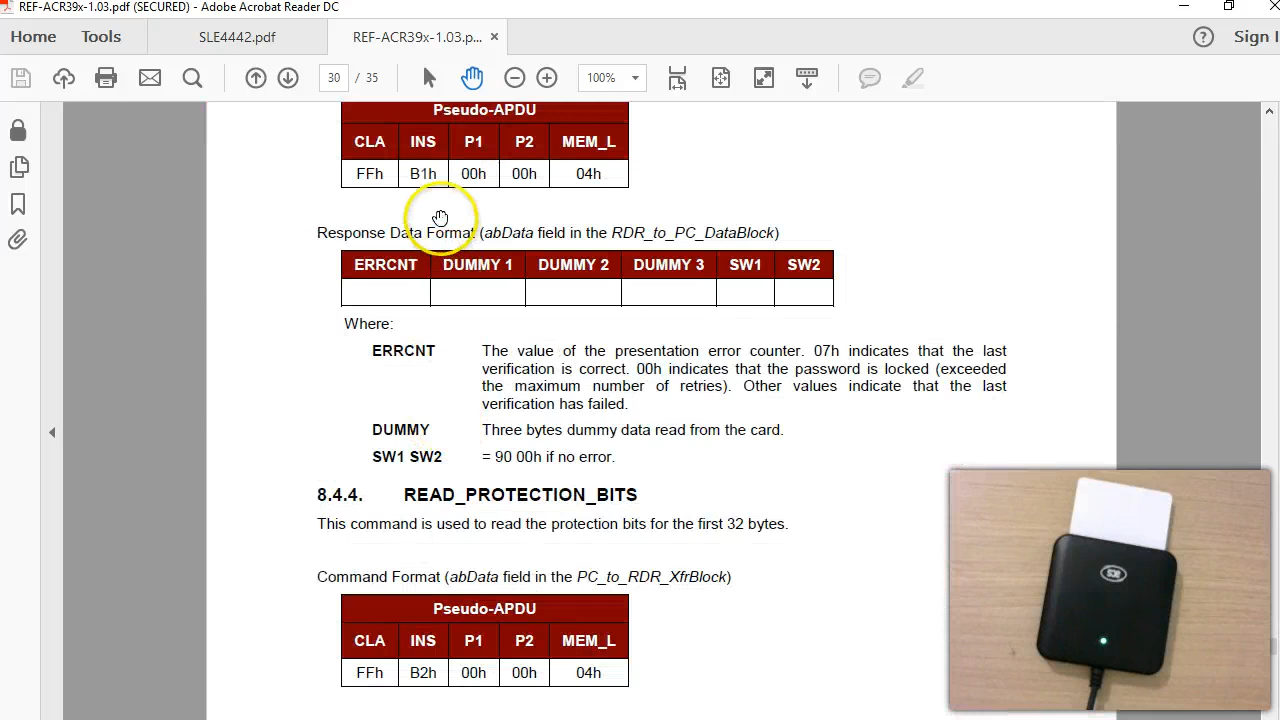 REF-ACR39x-1.03.pdf (SECURED) - Adobe Acrobat Reader DC
Home Tools SLE4442.pdf REF-ACR39x-1.03.p... × Sign I
30 / 35 100%
Pseudo-APDU
CLA INS P1 P2 MEM_L
FFh B1h 00h 00h 04h
Response Data Format (abData field in the RDR_to_PC_DataBlock)
ERRCNT DUMMY 1 DUMMY 2 DUMMY 3 SW1 SW2
Where:
ERRCNT The value of the presentation error counter. 07h indicates that the last
verification is correct. 00h indicates that the password is locked (exceeded
the maximum number of retries). Other values indicate that the last
verification has failed.
DUMMY Three bytes dummy data read from the card.
SW1 SW2 = 90 00h if no error.
8.4.4. READ_PROTECTION_BITS
This command is used to read the protection bits for the first 32 bytes.
Command Format (abData field in the PC_to_RDR_XfrBlock)
Pseudo-APDU
CLA INS P1 P2 MEM_L
FFh B2h 00h 00h 04h